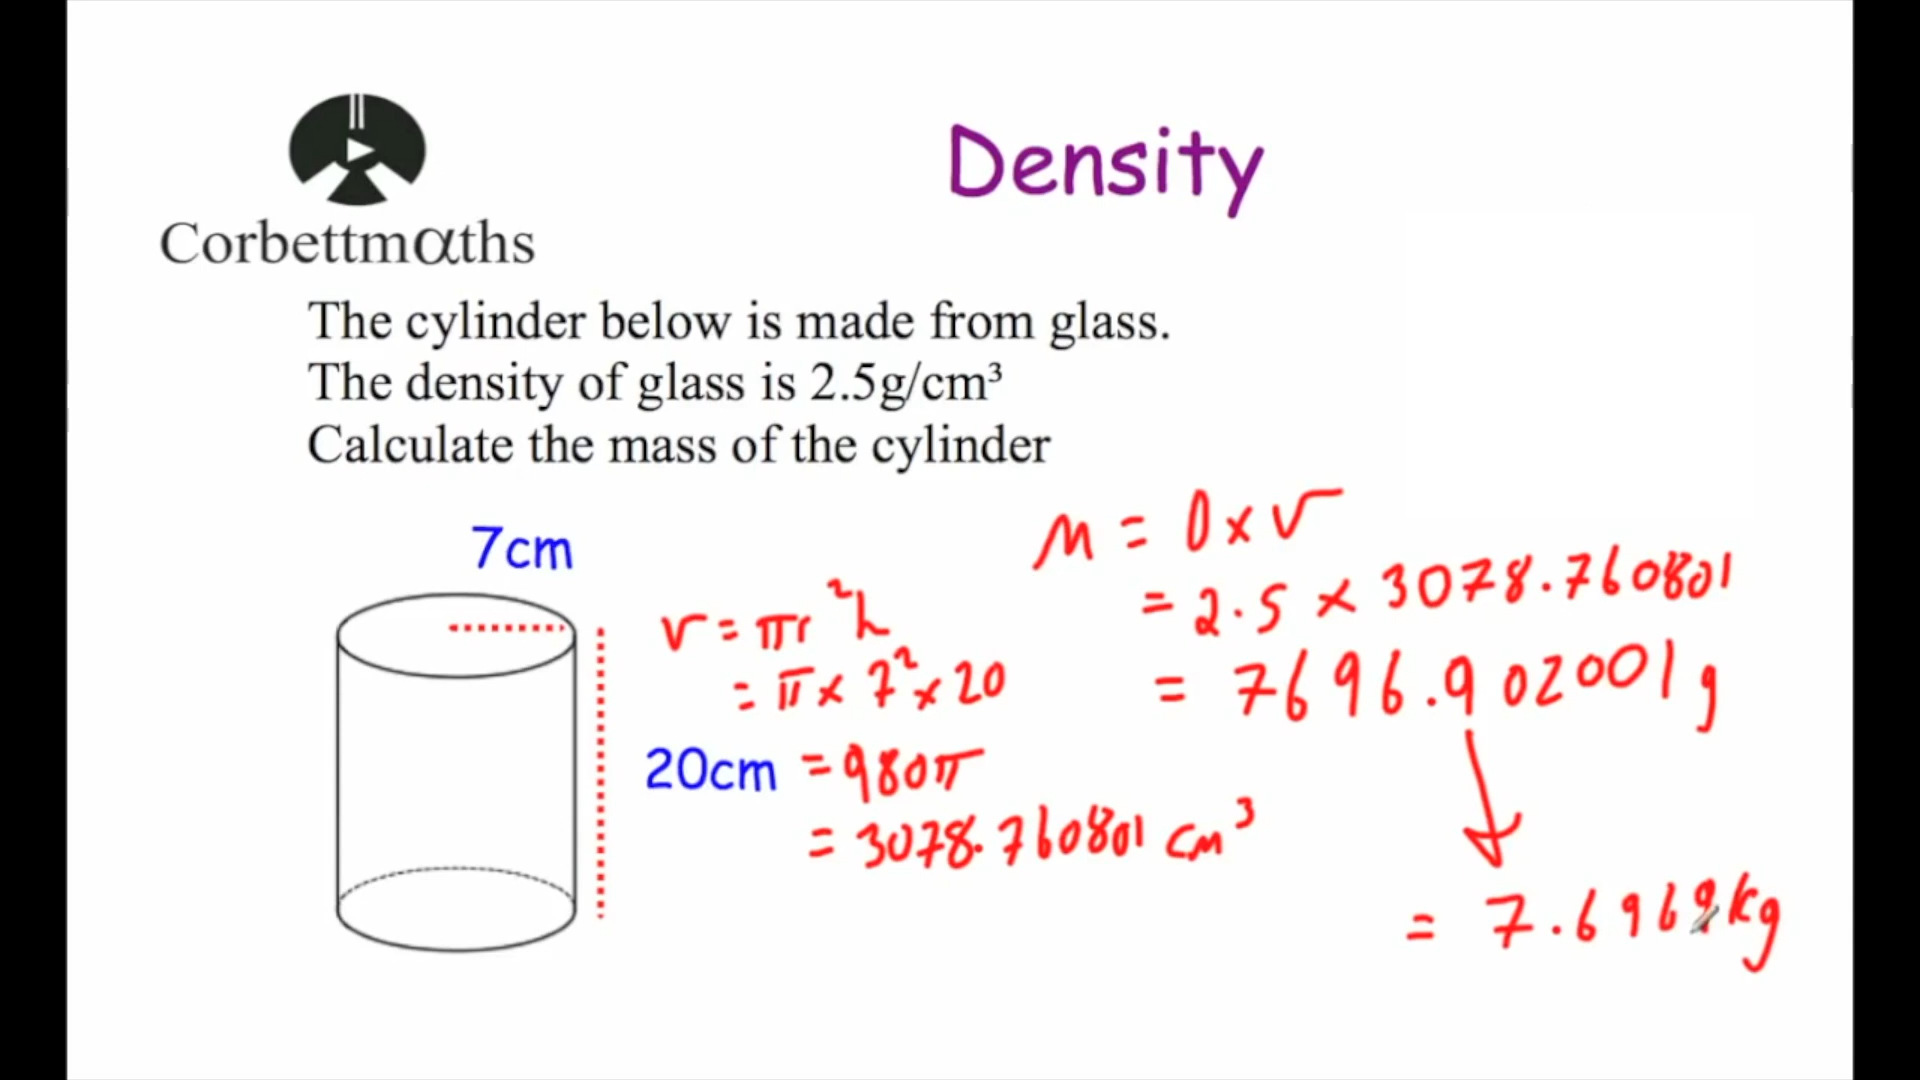 Density
Corbettmαths
The cylinder below is made from glass.
The density of glass is 2.5g/cm³
Calculate the mass of the cylinder
7cm
20cm
V = πr²h
= π × 7² × 20
= 980π
= 3078.760801 cm³
M = D × V
= 2.5 × 3078.760801
= 7696.902001 g
= 7.6969kg